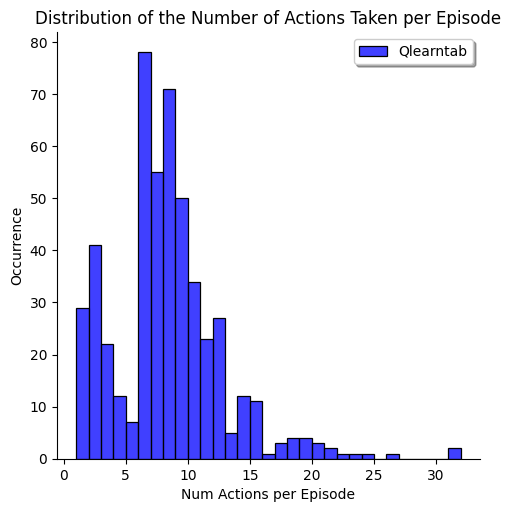 Distribution of the Number of Actions Taken per Episode
Qlearntab
80
70
60
50
40
30
20
10
0
Occurrence
0 5 10 15 20 25 30
Num Actions per Episode